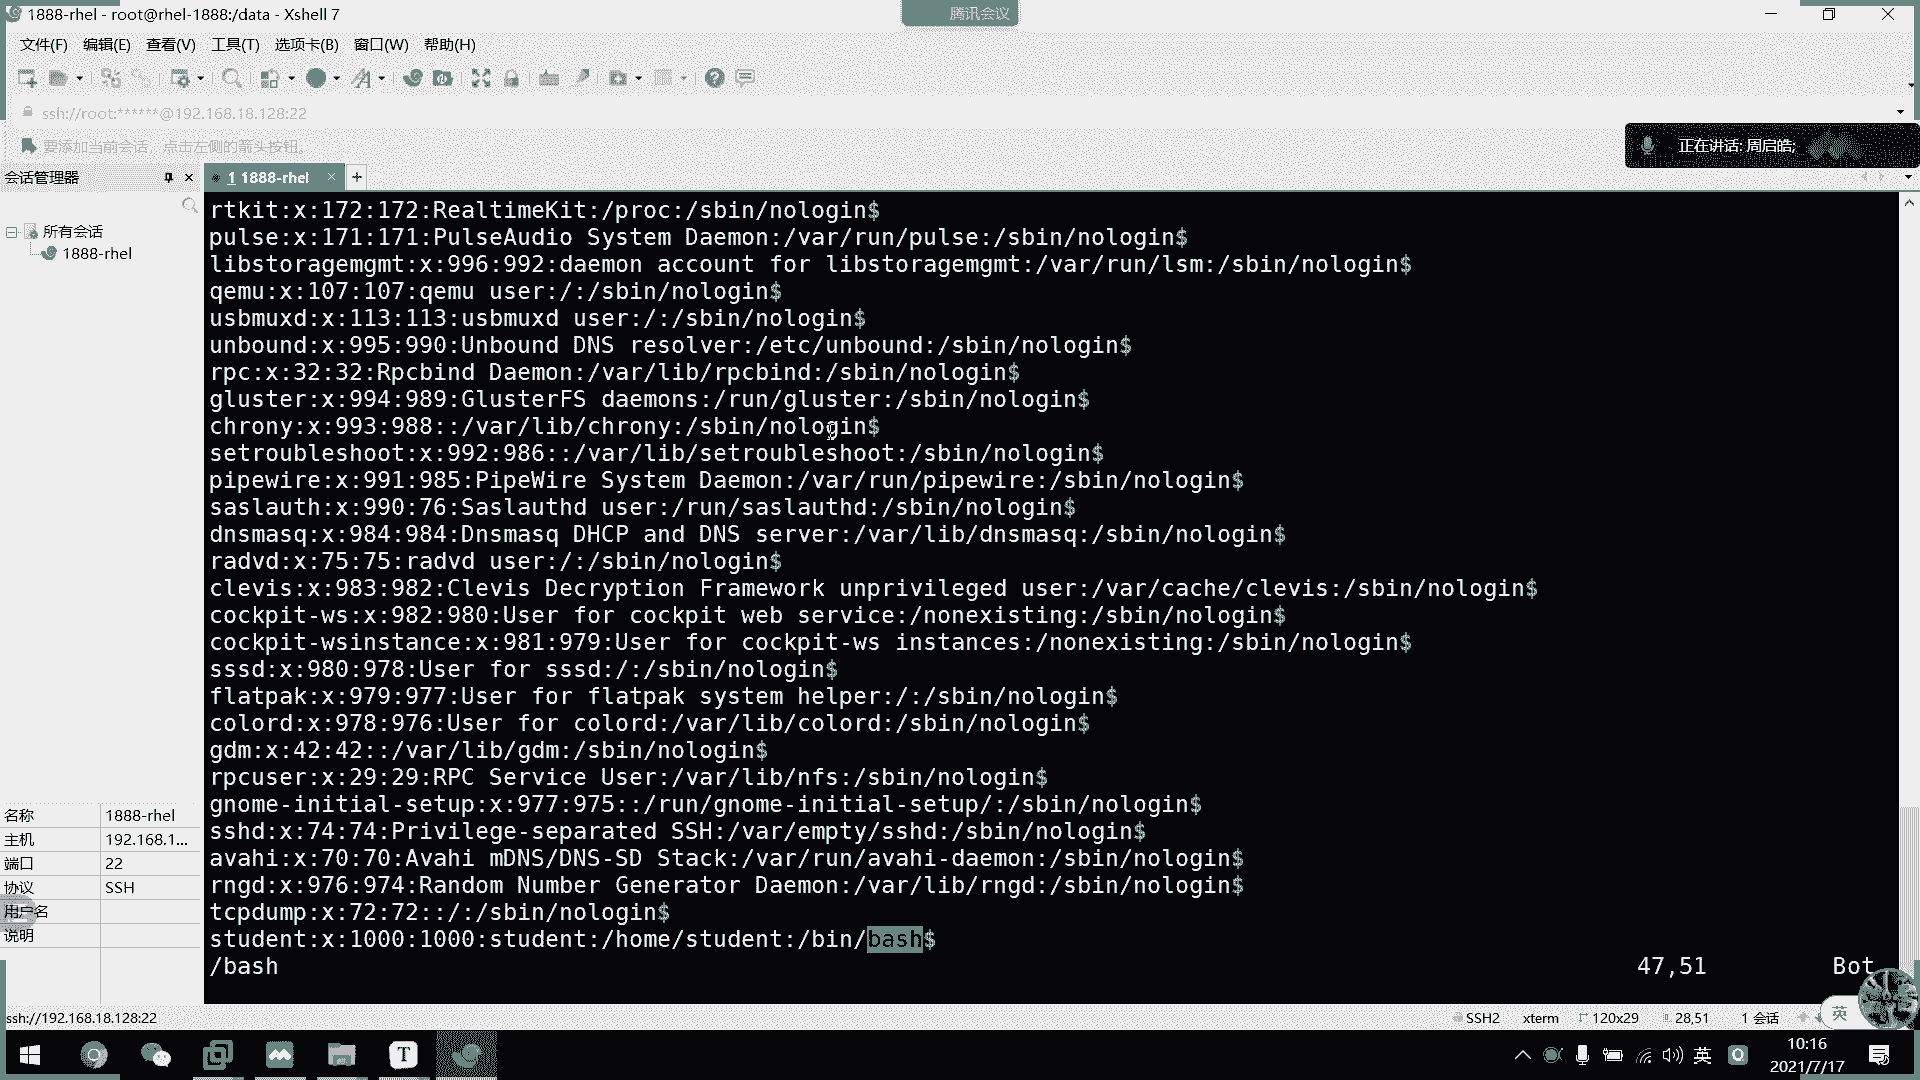 1888-rhel - root@rhel-1888:/data - Xshell 7
腾讯会议
文件(F) 编辑(E) 查看(V) 工具(T) 选项卡(B) 窗口(W) 帮助(H)
ssh://root:******@192.168.18.128:22
要添加当前会话，点击左侧的箭头按钮。
正在讲话: 周启皓;
会话管理器
1 1888-rhel
所有会话
1888-rhel
rtkit:x:172:172:RealtimeKit:/proc:/sbin/nologin$
pulse:x:171:171:PulseAudio System Daemon:/var/run/pulse:/sbin/nologin$
libstoragemgmt:x:996:992:daemon account for libstoragemgmt:/var/run/lsm:/sbin/nologin$
qemu:x:107:107:qemu user:/:/sbin/nologin$
usbmuxd:x:113:113:usbmuxd user:/:/sbin/nologin$
unbound:x:995:990:Unbound DNS resolver:/etc/unbound:/sbin/nologin$
rpc:x:32:32:Rpcbind Daemon:/var/lib/rpcbind:/sbin/nologin$
gluster:x:994:989:GlusterFS daemons:/run/gluster:/sbin/nologin$
chrony:x:993:988::/var/lib/chrony:/sbin/nologin$
setroubleshoot:x:992:986::/var/lib/setroubleshoot:/sbin/nologin$
pipewire:x:991:985:PipeWire System Daemon:/var/run/pipewire:/sbin/nologin$
saslauth:x:990:76:Saslauthd user:/run/saslauthd:/sbin/nologin$
dnsmasq:x:984:984:Dnsmasq DHCP and DNS server:/var/lib/dnsmasq:/sbin/nologin$
radvd:x:75:75:radvd user:/:/sbin/nologin$
clevis:x:983:982:Clevis Decryption Framework unprivileged user:/var/cache/clevis:/sbin/nologin$
cockpit-ws:x:982:980:User for cockpit web service:/nonexisting:/sbin/nologin$
cockpit-wsinstance:x:981:979:User for cockpit-ws instances:/nonexisting:/sbin/nologin$
sssd:x:980:978:User for sssd:/:/sbin/nologin$
flatpak:x:979:977:User for flatpak system helper:/:/sbin/nologin$
colord:x:978:976:User for colord:/var/lib/colord:/sbin/nologin$
gdm:x:42:42::/var/lib/gdm:/sbin/nologin$
rpcuser:x:29:29:RPC Service User:/var/lib/nfs:/sbin/nologin$
gnome-initial-setup:x:977:975::/run/gnome-initial-setup/:/sbin/nologin$
sshd:x:74:74:Privilege-separated SSH:/var/empty/sshd:/sbin/nologin$
avahi:x:70:70:Avahi mDNS/DNS-SD Stack:/var/run/avahi-daemon:/sbin/nologin$
rngd:x:976:974:Random Number Generator Daemon:/var/lib/rngd:/sbin/nologin$
tcpdump:x:72:72::/:/sbin/nologin$
student:x:1000:1000:student:/home/student:/bin/bash$
/bash 47,51 Bot
名称 1888-rhel
主机 192.168.1...
端口 22
协议 SSH
用户名
说明
ssh://192.168.18.128:22 SSH2 xterm 120x29 28,51 1 会话 英
英 10:16
2021/7/17